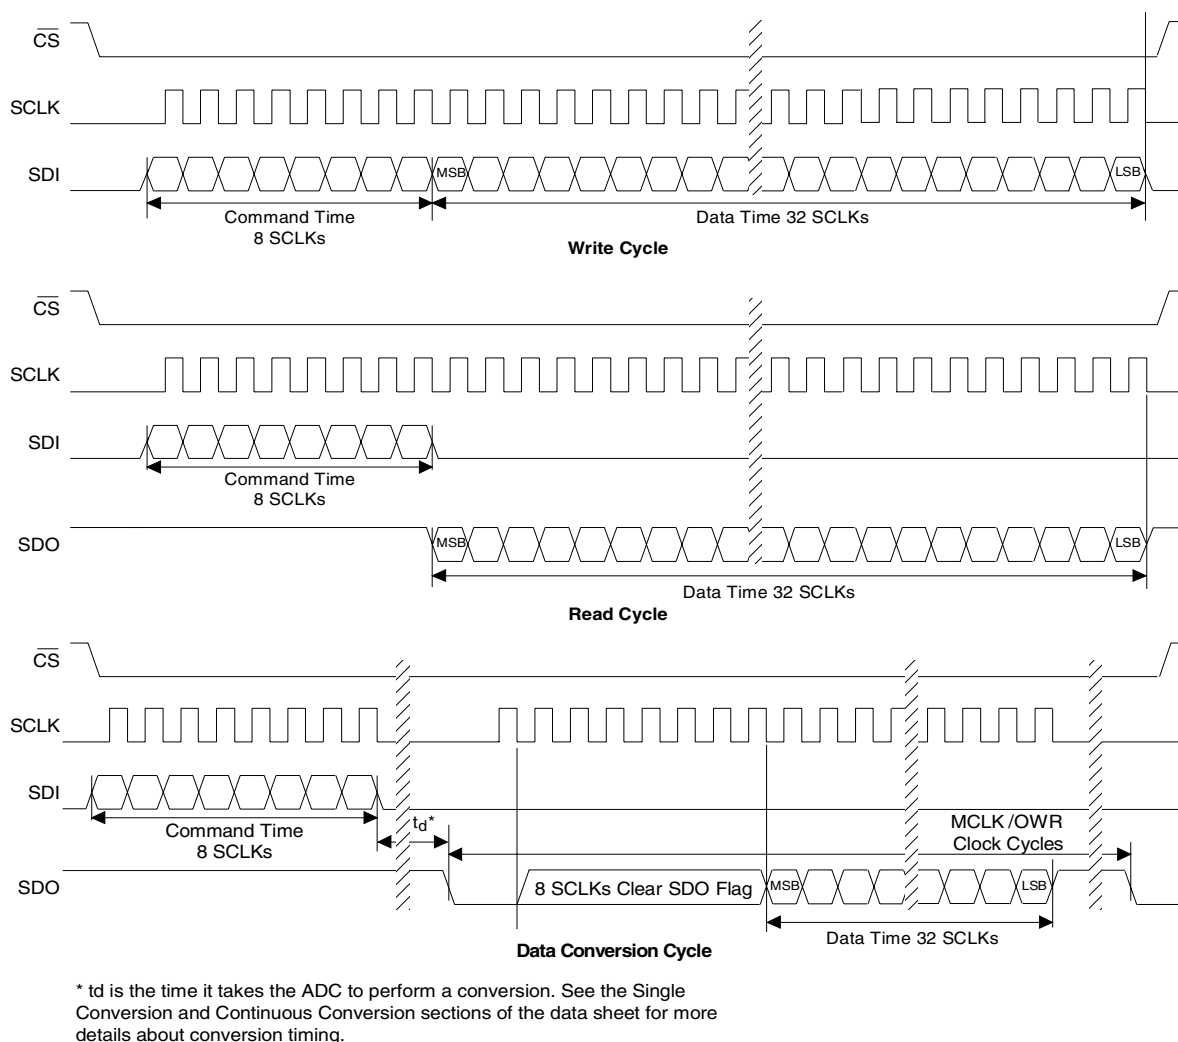 CS
SCLK
SDI
MSB
LSB
Command Time
8 SCLKs
Data Time 32 SCLKs
Write Cycle
CS
SCLK
SDI
Command Time
8 SCLKs
SDO
MSB
LSB
Data Time 32 SCLKs
Read Cycle
CS
SCLK
SDI
Command Time
8 SCLKs
td*
MCLK /OWR
Clock Cycles
SDO
8 SCLKs Clear SDO Flag
MSB
LSB
Data Time 32 SCLKs
Data Conversion Cycle
* td is the time it takes the ADC to perform a conversion. See the Single
Conversion and Continuous Conversion sections of the data sheet for more
details about conversion timing.